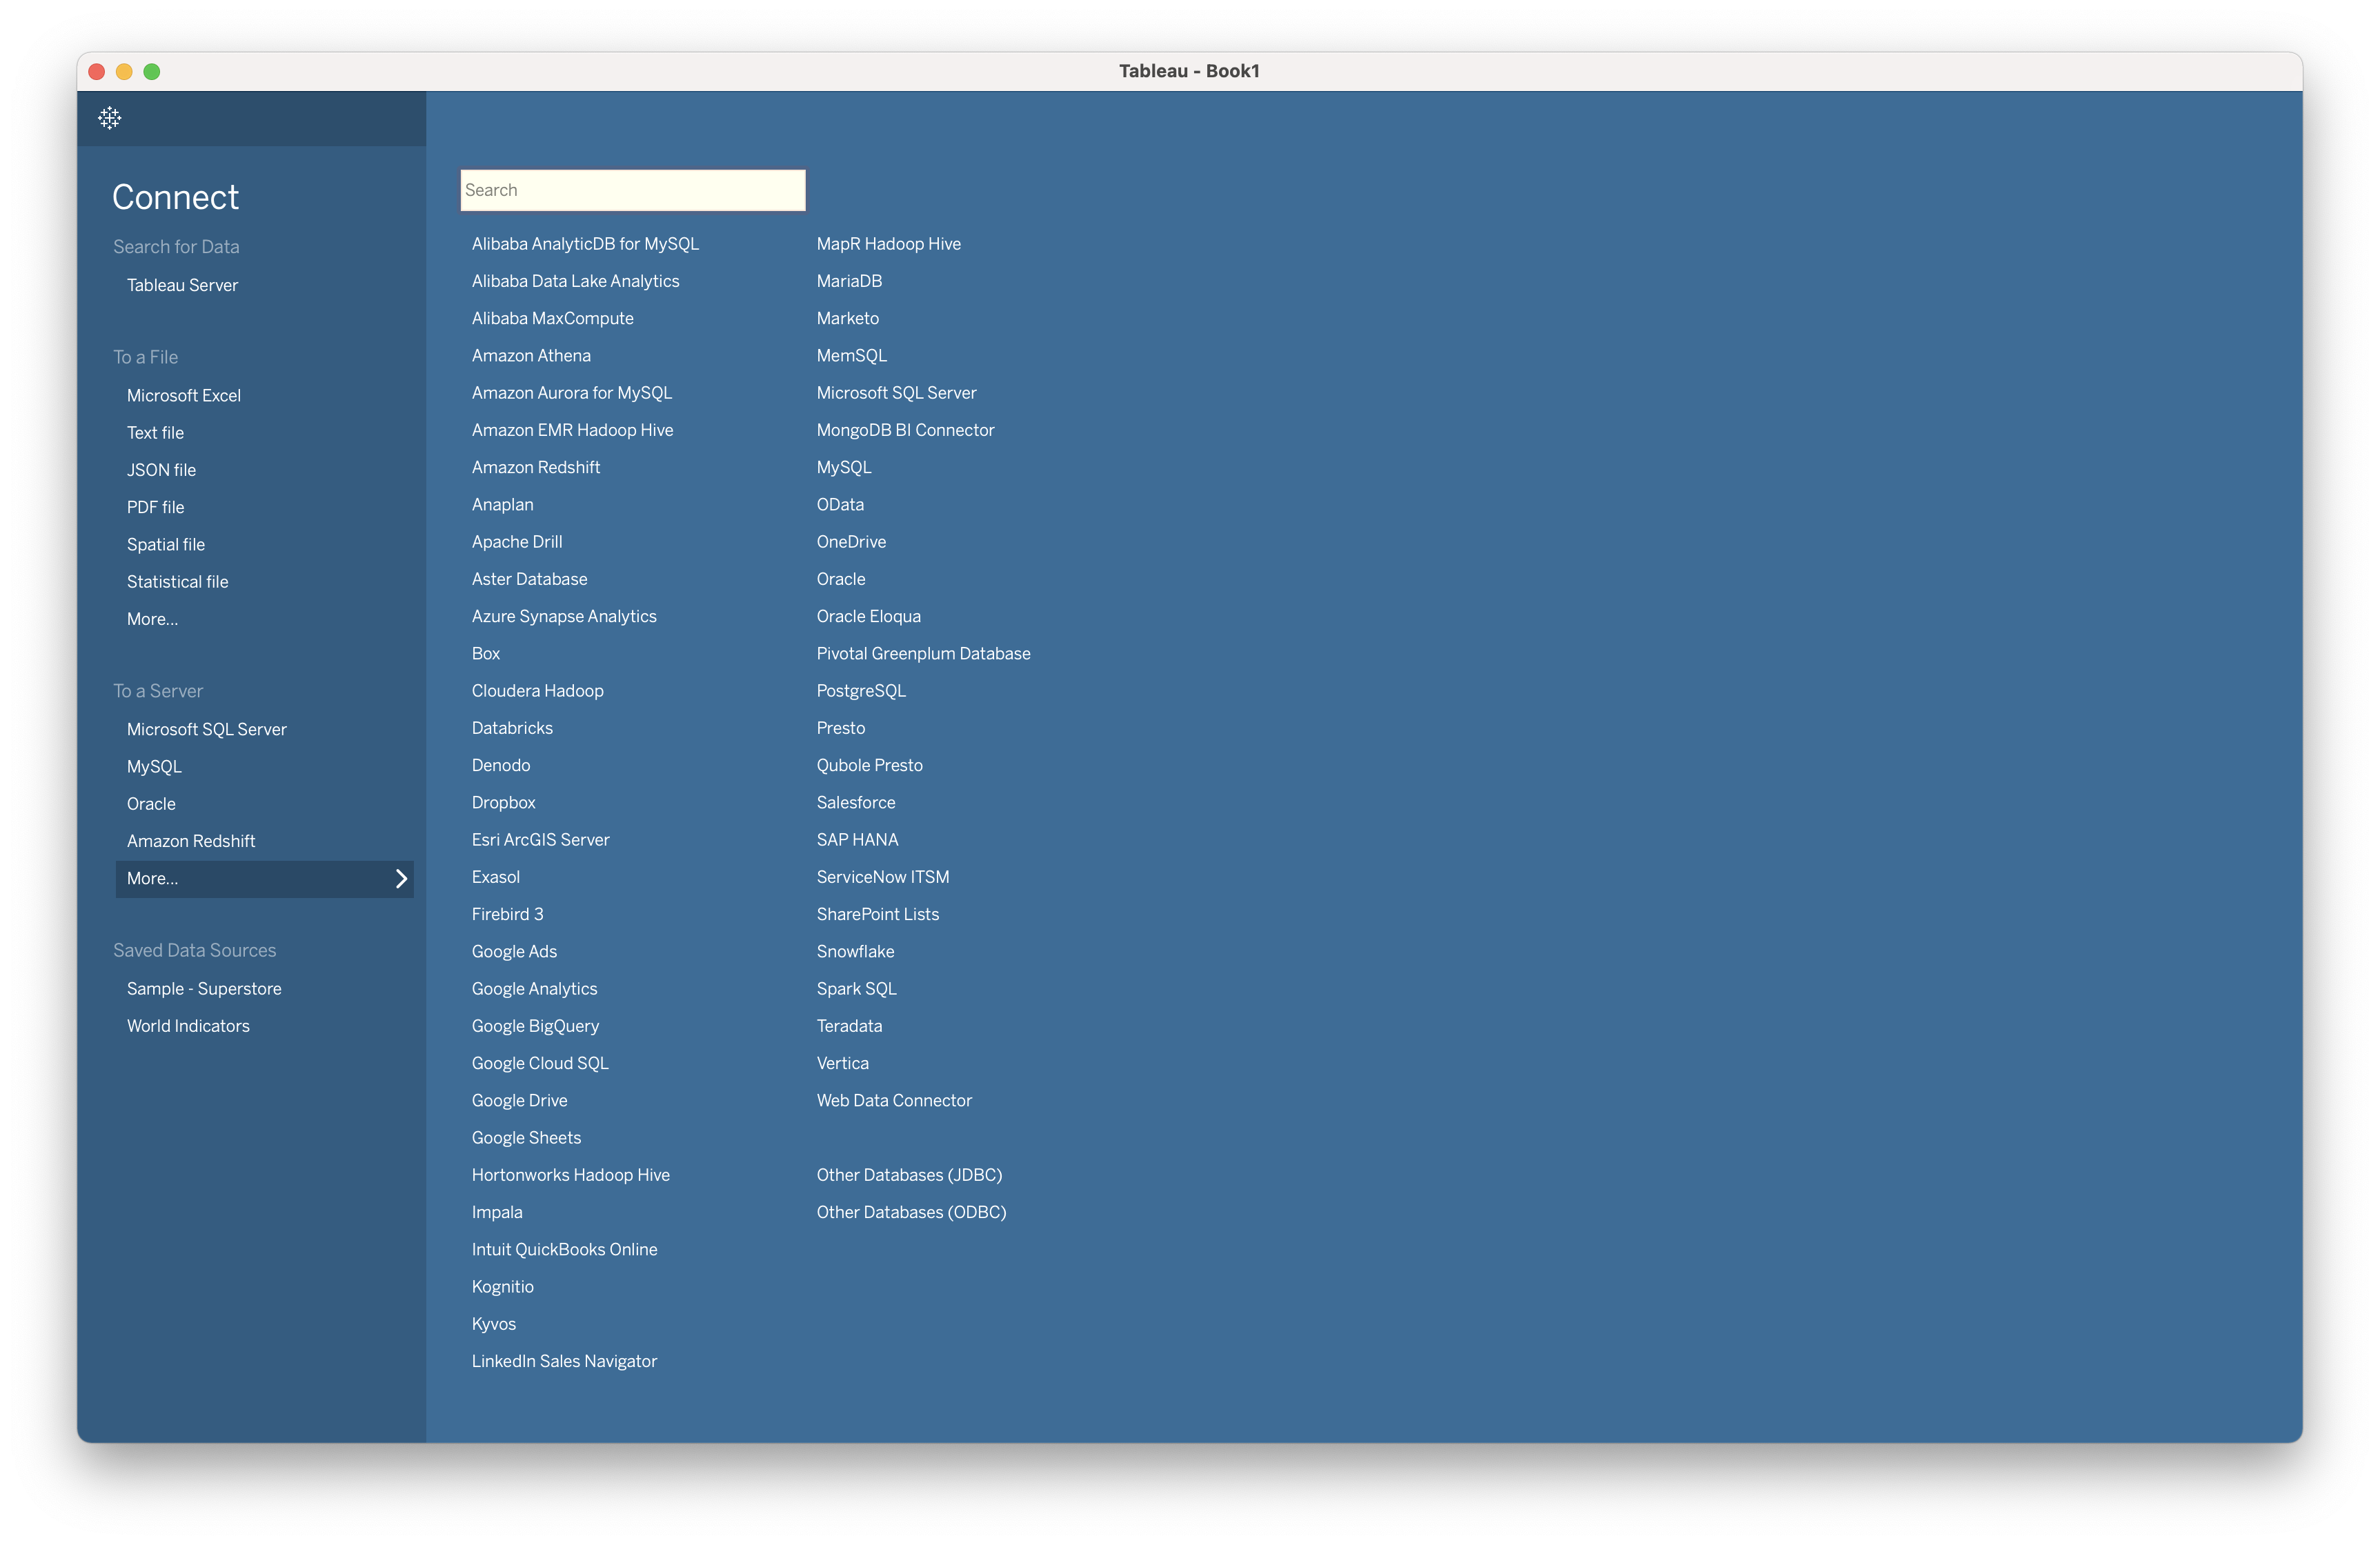 Tableau - Book1
Connect
Search for Data
Tableau Server
To a File
Microsoft Excel
Text file
JSON file
PDF file
Spatial file
Statistical file
More...
To a Server
Microsoft SQL Server
MySQL
Oracle
Amazon Redshift
More...
Saved Data Sources
Sample - Superstore
World Indicators
Search
Alibaba AnalyticDB for MySQL
Alibaba Data Lake Analytics
Alibaba MaxCompute
Amazon Athena
Amazon Aurora for MySQL
Amazon EMR Hadoop Hive
Amazon Redshift
Anaplan
Apache Drill
Aster Database
Azure Synapse Analytics
Box
Cloudera Hadoop
Databricks
Denodo
Dropbox
Esri ArcGIS Server
Exasol
Firebird 3
Google Ads
Google Analytics
Google BigQuery
Google Cloud SQL
Google Drive
Google Sheets
Hortonworks Hadoop Hive
Impala
Intuit QuickBooks Online
Kognitio
Kyvos
LinkedIn Sales Navigator
MapR Hadoop Hive
MariaDB
Marketo
MemSQL
Microsoft SQL Server
MongoDB BI Connector
MySQL
OData
OneDrive
Oracle
Oracle Eloqua
Pivotal Greenplum Database
PostgreSQL
Presto
Qubole Presto
Salesforce
SAP HANA
ServiceNow ITSM
SharePoint Lists
Snowflake
Spark SQL
Teradata
Vertica
Web Data Connector
Other Databases (JDBC)
Other Databases (ODBC)